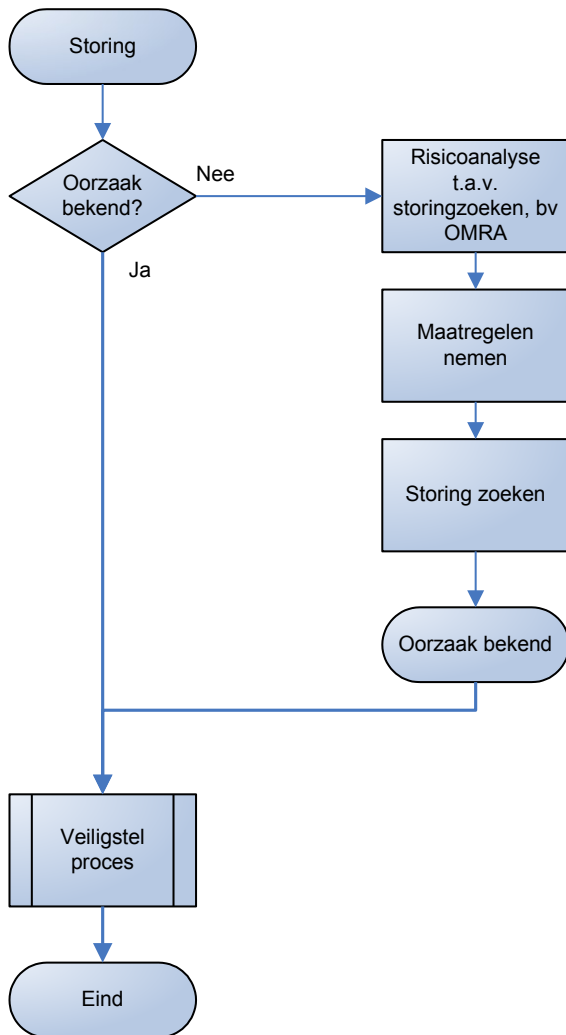 Storing
Oorzaak
bekend?
Nee
Ja
Risicoanalyse
t.a.v.
storingzoeken, bv
OMRA
Maatregelen
nemen
Storing zoeken
Oorzaak bekend
Veiligstel
proces
Eind